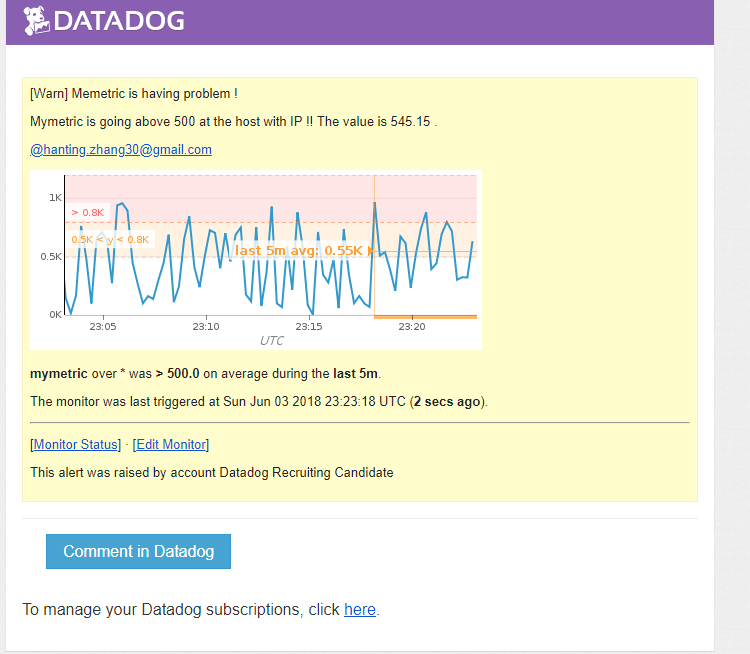 DATADOG
[Warn] Memetric is having problem !
Mymetric is going above 500 at the host with IP !! The value is 545.15 .
@hanting.zhang30@gmail.com
1K
> 0.8K
0.5K < y < 0.8K
last 5m avg: 0.55K
0.5K
0K
23:05 23:10 23:15 23:20
UTC
mymetric over * was > 500.0 on average during the last 5m.
The monitor was last triggered at Sun Jun 03 2018 23:23:18 UTC (2 secs ago).
[Monitor Status] · [Edit Monitor]
This alert was raised by account Datadog Recruiting Candidate
Comment in Datadog
To manage your Datadog subscriptions, click here.